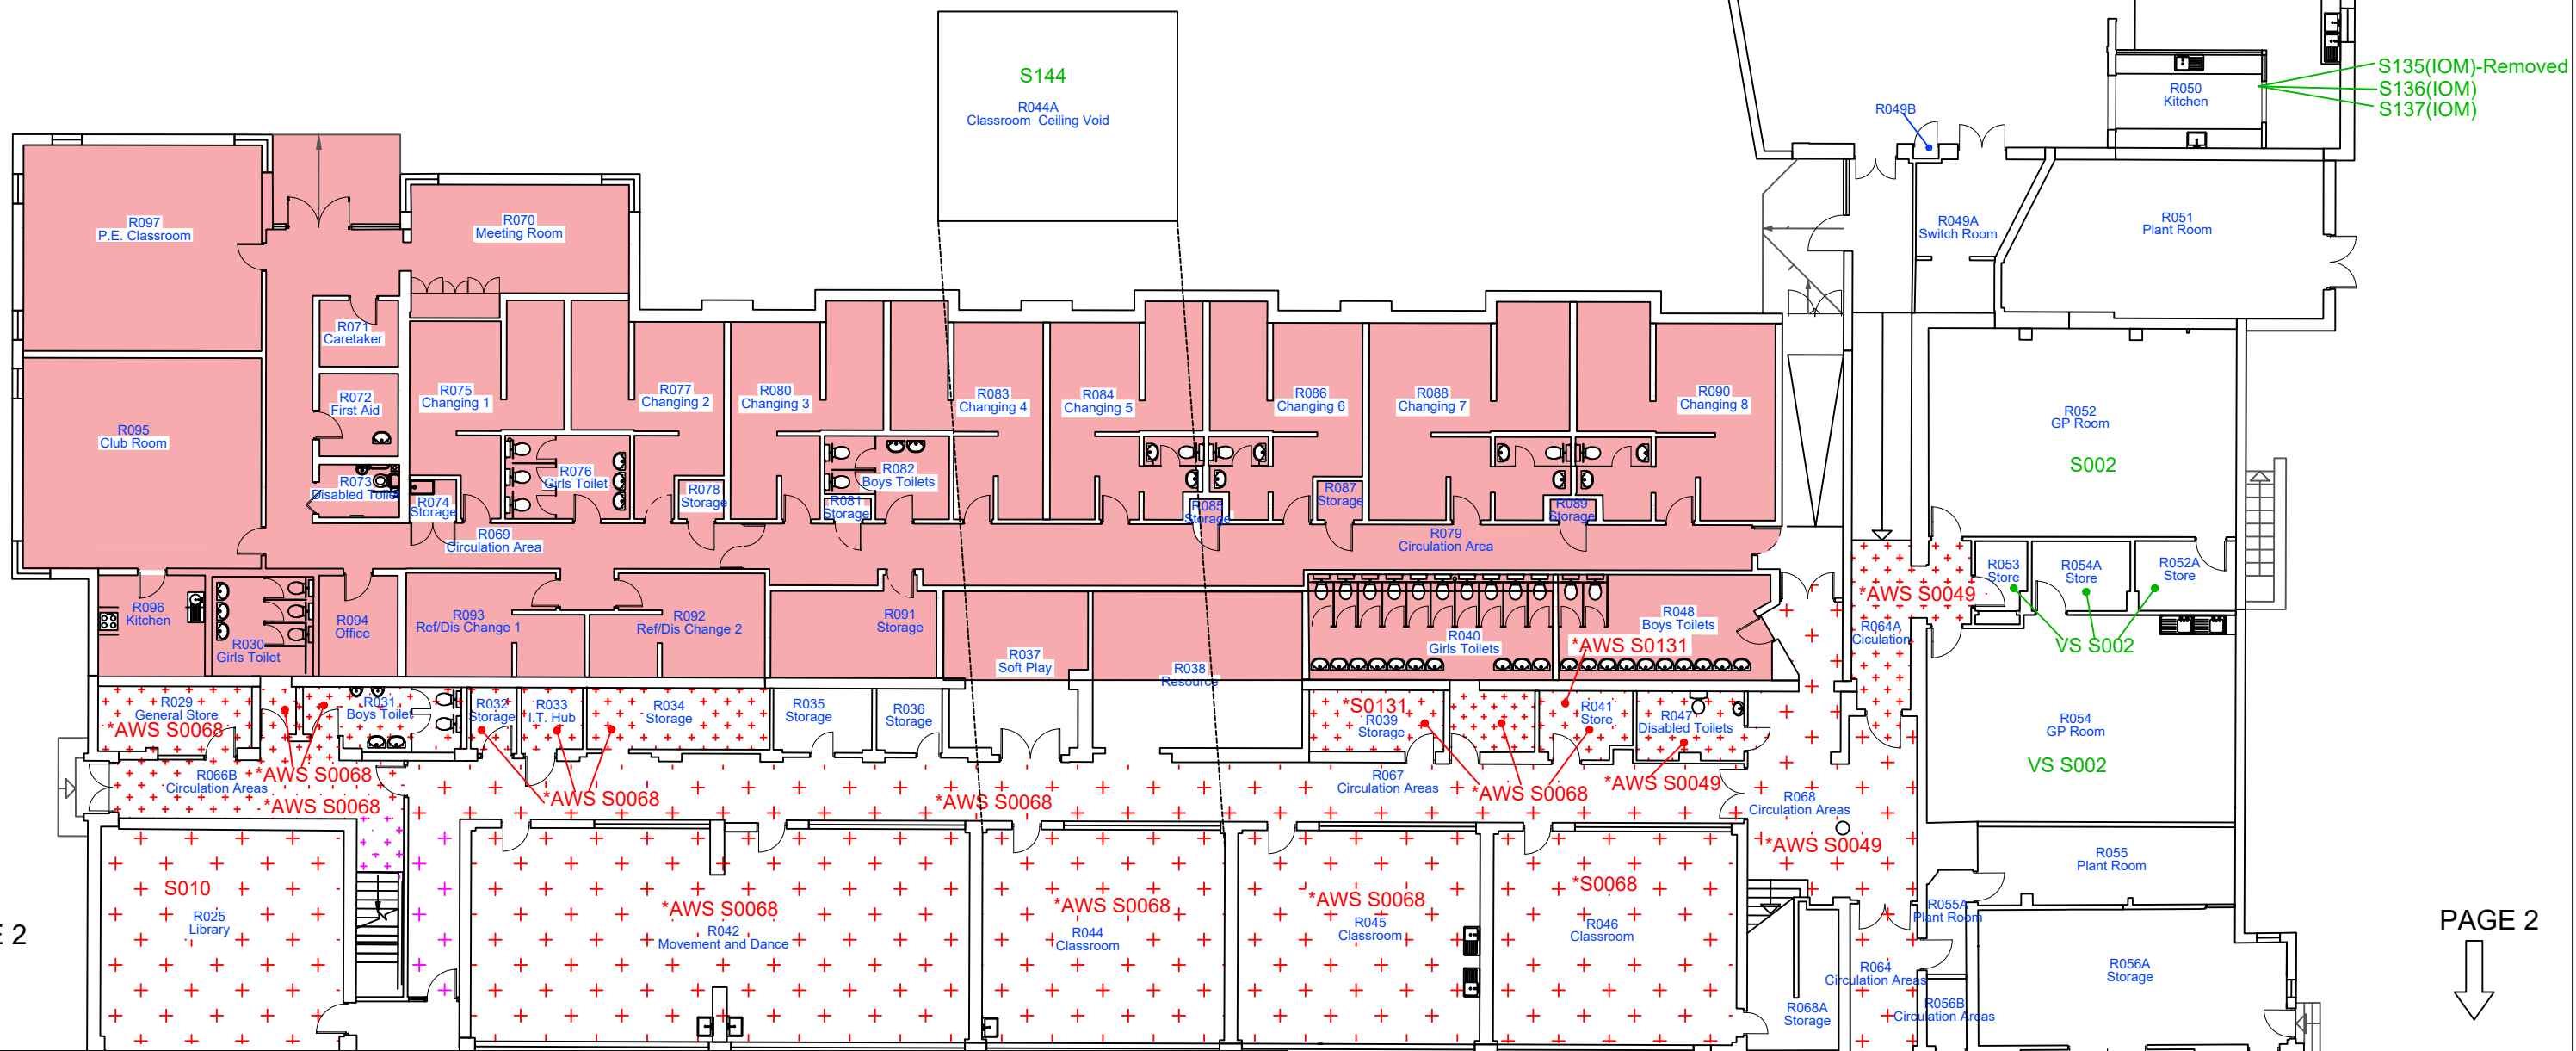 S144
R044A
Classroom Ceiling Void
S135(IOM)-Removed
S136(IOM)
S137(IOM)
R050
Kitchen
R049B
R097
P.E. Classroom
R070
Meeting Room
R049A
Switch Room
R051
Plant Room
R071
Caretaker
R072
First Aid
R073
Disabled Toilet
R074
Storage
R075
Changing 1
R076
Girls Toilet
R077
Changing 2
R078
Storage
R080
Changing 3
R081
Storage
R082
Boys Toilets
R083
Changing 4
R084
Changing 5
R085
Storage
R086
Changing 6
R087
Storage
R088
Changing 7
R089
Storage
R090
Changing 8
R052
GP Room
S002
R095
Club Room
R069
Circulation Area
R079
Circulation Area
R053
Store
R054A
Store
R052A
Store
*AWS S0049
R064A
Ciculation
VS S002
R096
Kitchen
R030
Girls Toilet
R094
Office
R093
Ref/Dis Change 1
R092
Ref/Dis Change 2
R091
Storage
R037
Soft Play
R038
Resource
R040
Girls Toilets
R048
Boys Toilets
*AWS S0131
R029
General Store
*AWS S0068
R031
Boys Toilet
R032
Storage
R033
I.T. Hub
R034
Storage
R035
Storage
R036
Storage
*S0131
R039
Storage
R041
Store
R047
Disabled Toilets
R054
GP Room
VS S002
R066B
Circulation Areas
*AWS S0068
*AWS S0068
*AWS S0068
*AWS S0068
R067
Circulation Areas
*AWS S0068
*AWS S0049
R068
Circulation Areas
*AWS S0049
R055
Plant Room
S010
R025
Library
*AWS S0068
R042
Movement and Dance
*AWS S0068
R044
Classroom
*AWS S0068
R045
Classroom
*S0068
R046
Classroom
R055A
Plant Room
R064
Circulation Areas
R056A
Storage
R056B
Circulation Areas
R068A
Storage
E 2
PAGE 2